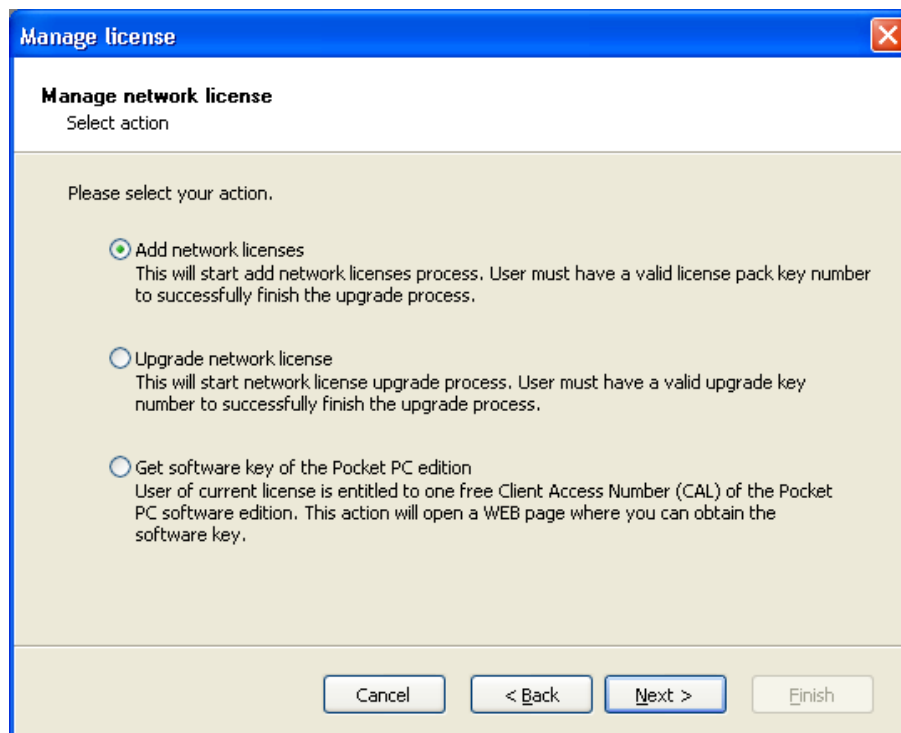 Manage license
Manage network license
Select action
Please select your action.
Add network licenses
This will start add network licenses process. User must have a valid license pack key number
to successfully finish the upgrade process.
Upgrade network license
This will start network license upgrade process. User must have a valid upgrade key
number to successfully finish the upgrade process.
Get software key of the Pocket PC edition
User of current license is entitled to one free Client Access Number (CAL) of the Pocket
PC software edition. This action will open a WEB page where you can obtain the
software key.
Cancel
< Back
Next >
Finish